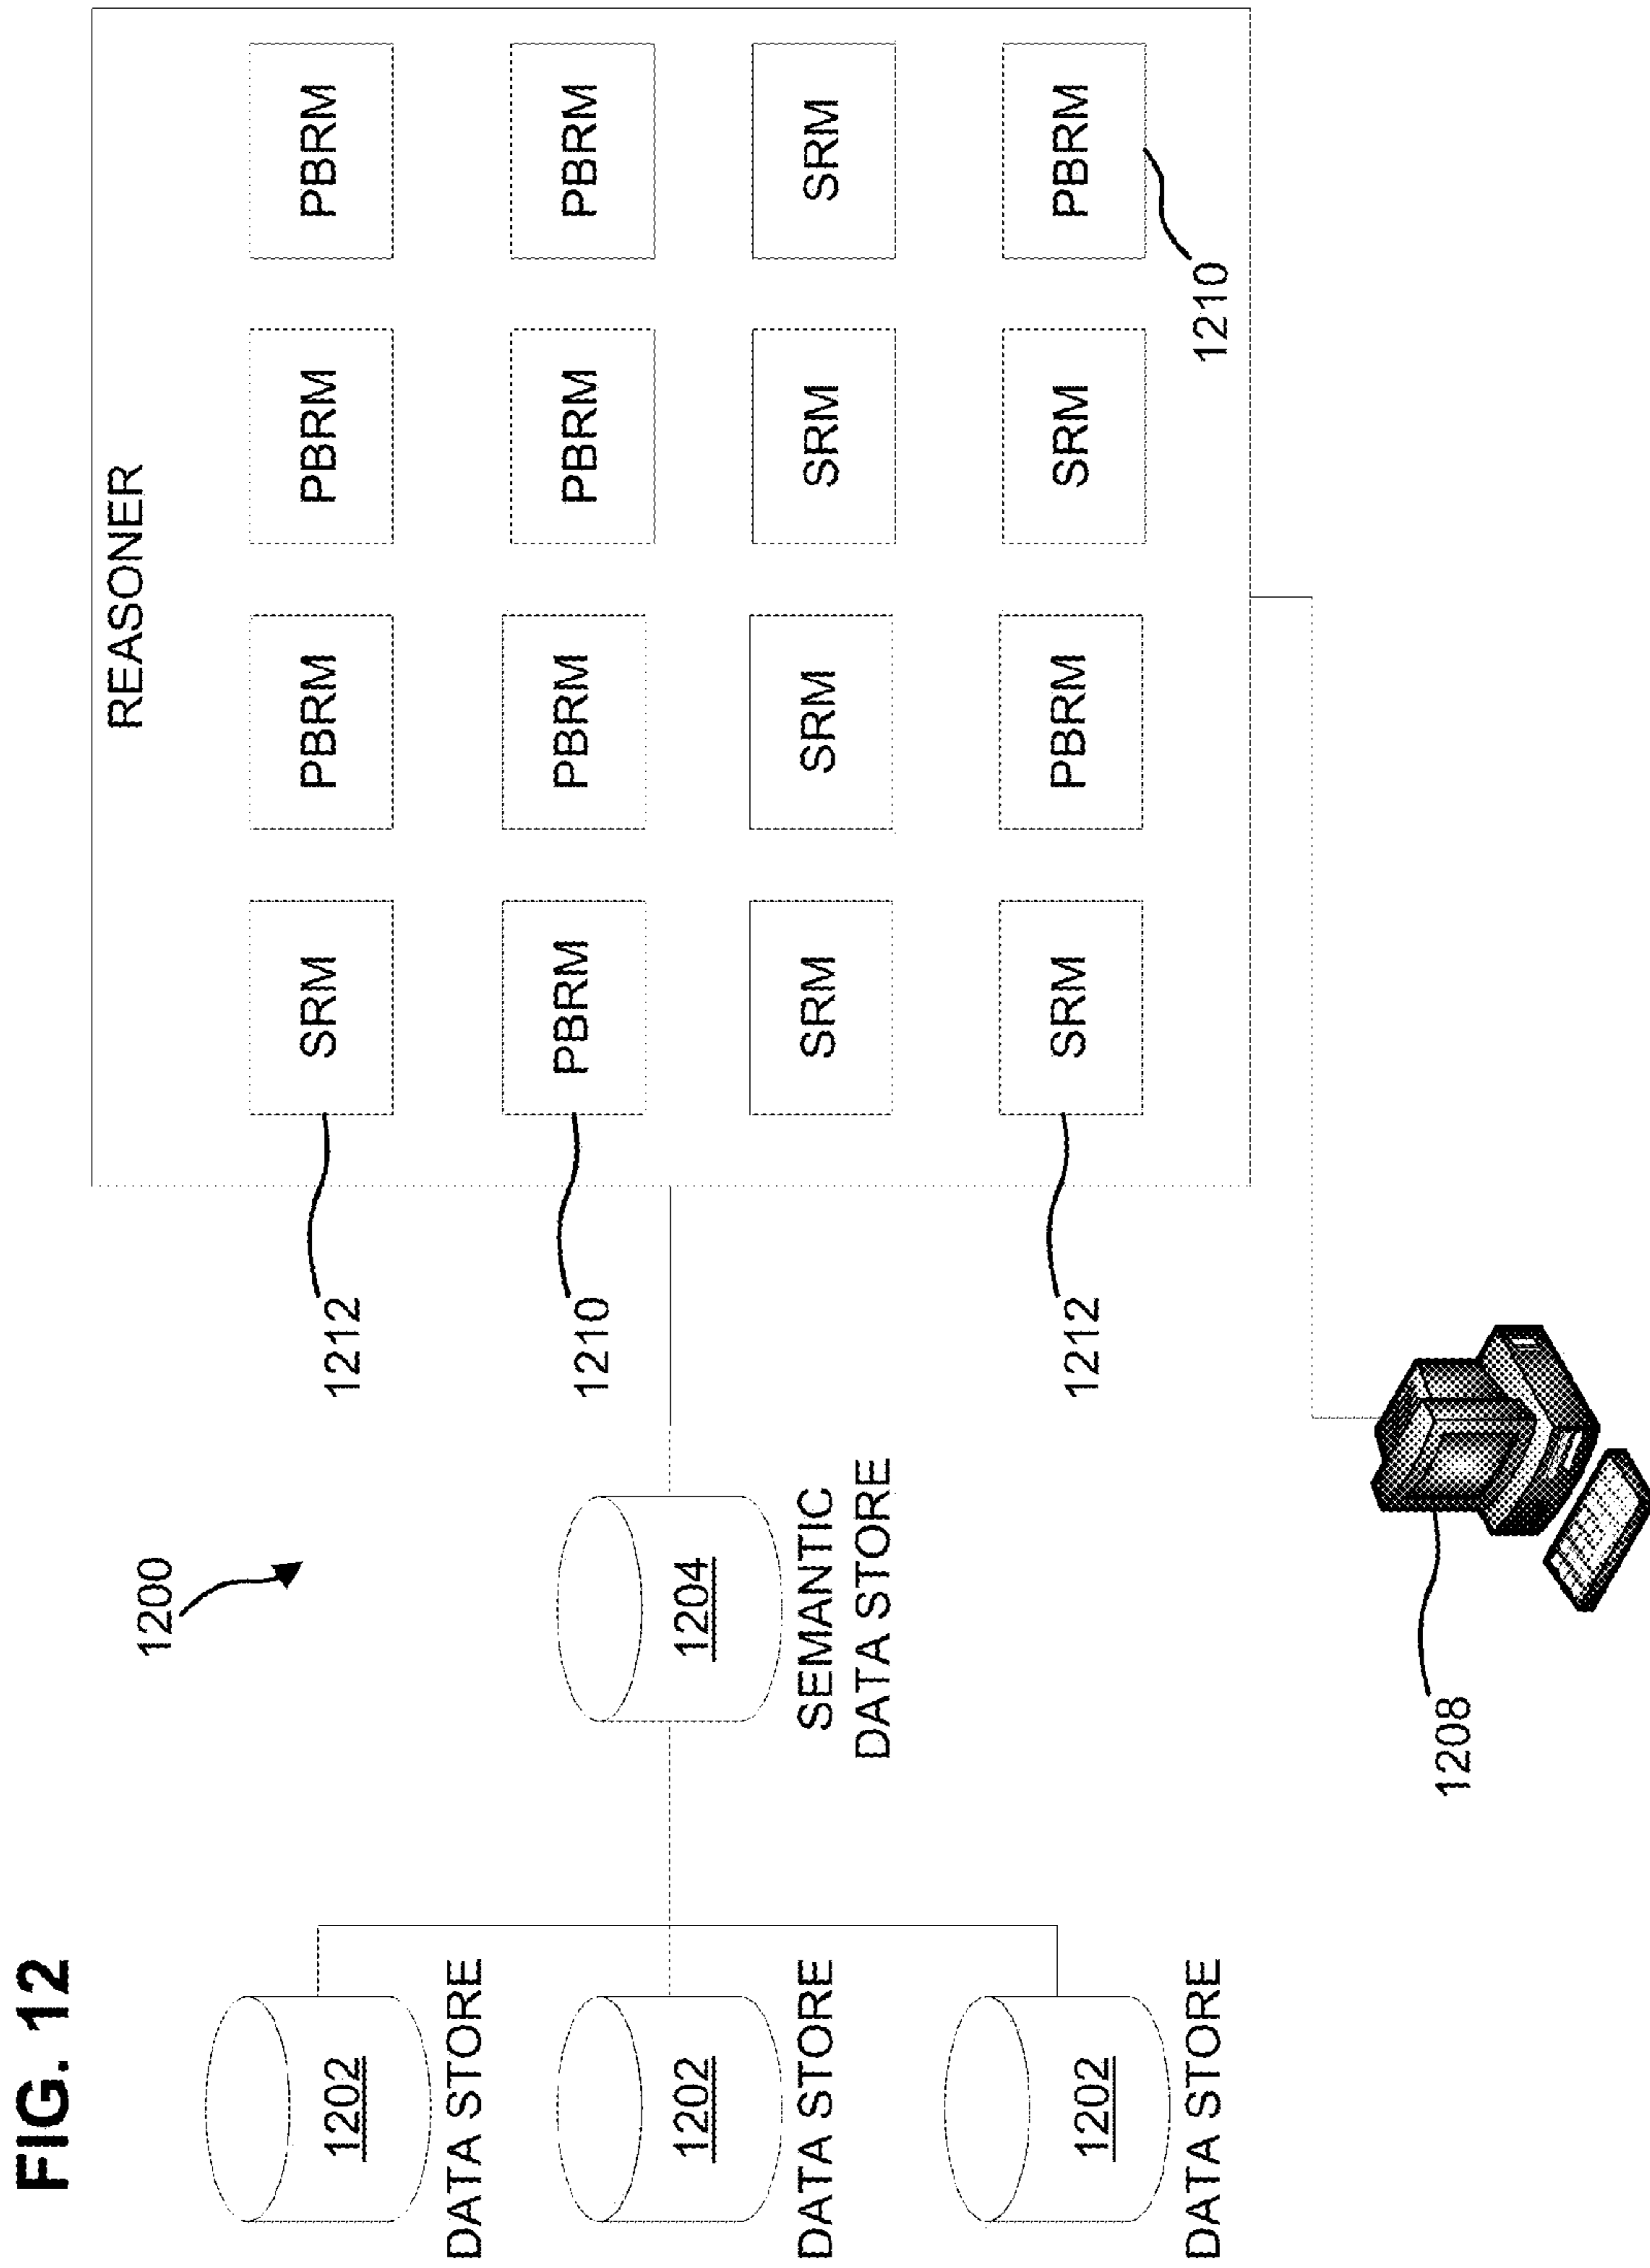 FIG. 12
REASONER
1200
1202
1212
SRM
PBRM
PBRM
PBRM
DATA STORE
1210
PBRM
PBRM
PBRM
PBRM
1202
1204
DATA STORE
SEMANTIC
DATA STORE
SRM
SRM
SRM
SRM
1202
1212
SRM
PBRM
SRM
PBRM
DATA STORE
1210
1208